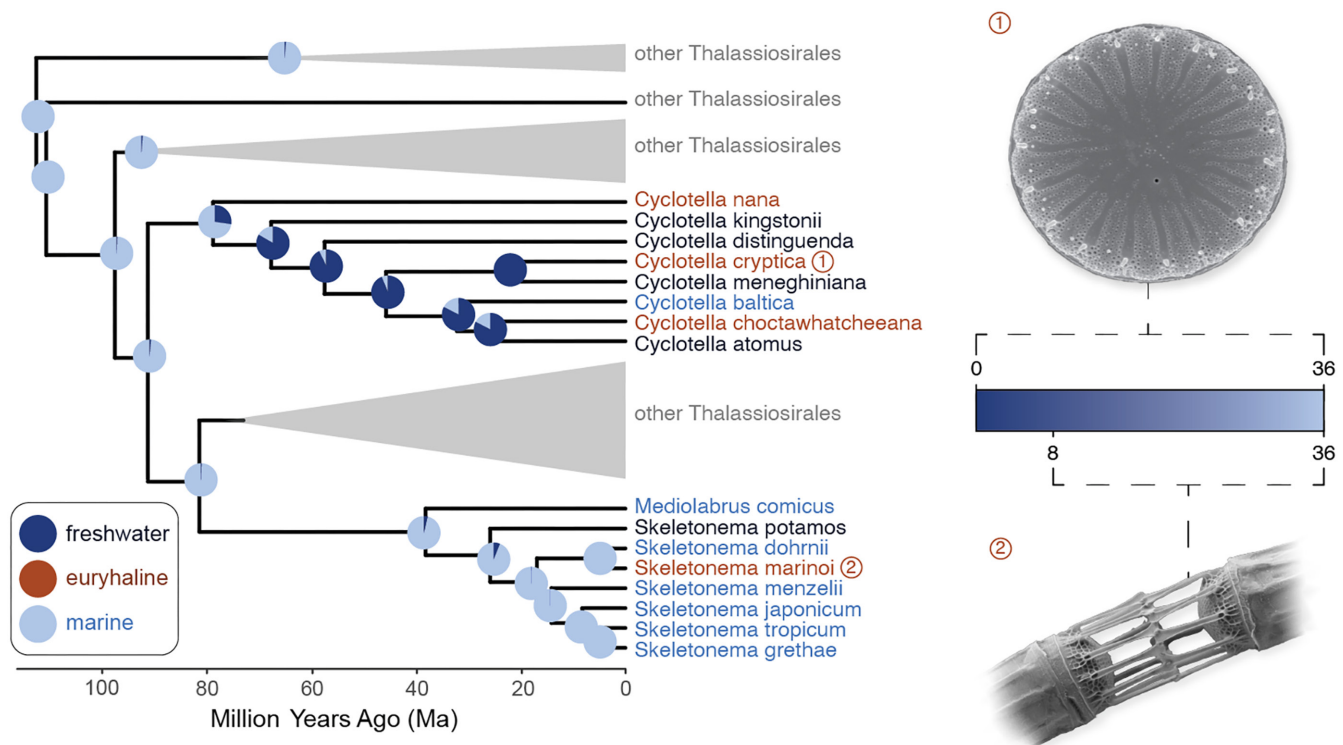 other Thalassiosirales
other Thalassiosirales
other Thalassiosirales
Cyclotella nana
Cyclotella kingstonii
Cyclotella distinguenda
Cyclotella cryptica ①
Cyclotella meneghiniana
Cyclotella baltica
Cyclotella choctawhatcheeana
Cyclotella atomus
other Thalassiosirales
Mediolabrus comicus
Skeletonema potamos
Skeletonema dohrnii
Skeletonema marinoi ②
Skeletonema menzelii
Skeletonema japonicum
Skeletonema tropicum
Skeletonema grethae
freshwater
euryhaline
marine
100 80 60 40 20 0
Million Years Ago (Ma)
①
0 36
8 36
②